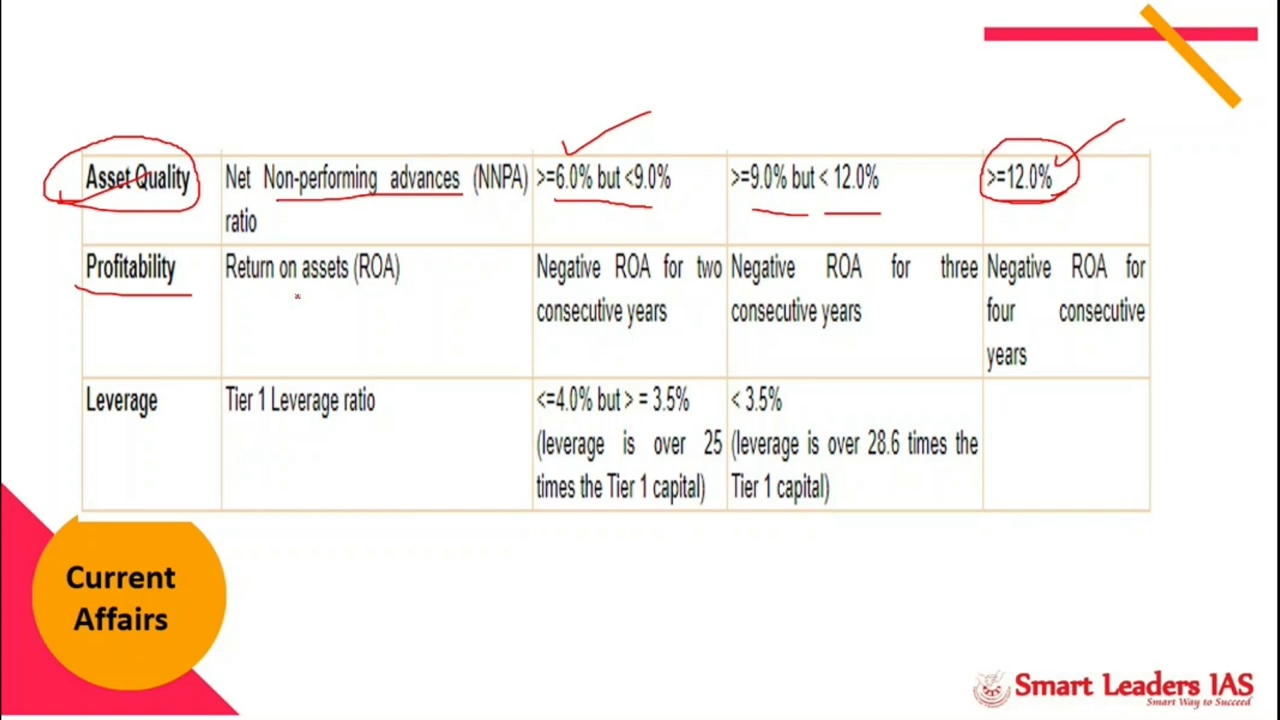 Asset Quality Net Non-performing advances (NNPA) >=6.0% but <9.0% >=9.0% but < 12.0% >=12.0%
ratio
Profitability Return on assets (ROA) Negative ROA for two Negative ROA for three Negative ROA for
consecutive years consecutive years four consecutive
years
Leverage Tier 1 Leverage ratio <=4.0% but > = 3.5% < 3.5%
(leverage is over 25 (leverage is over 28.6 times the
times the Tier 1 capital) Tier 1 capital)
Current
Affairs
Smart Leaders IAS
Smart Way to Succeed